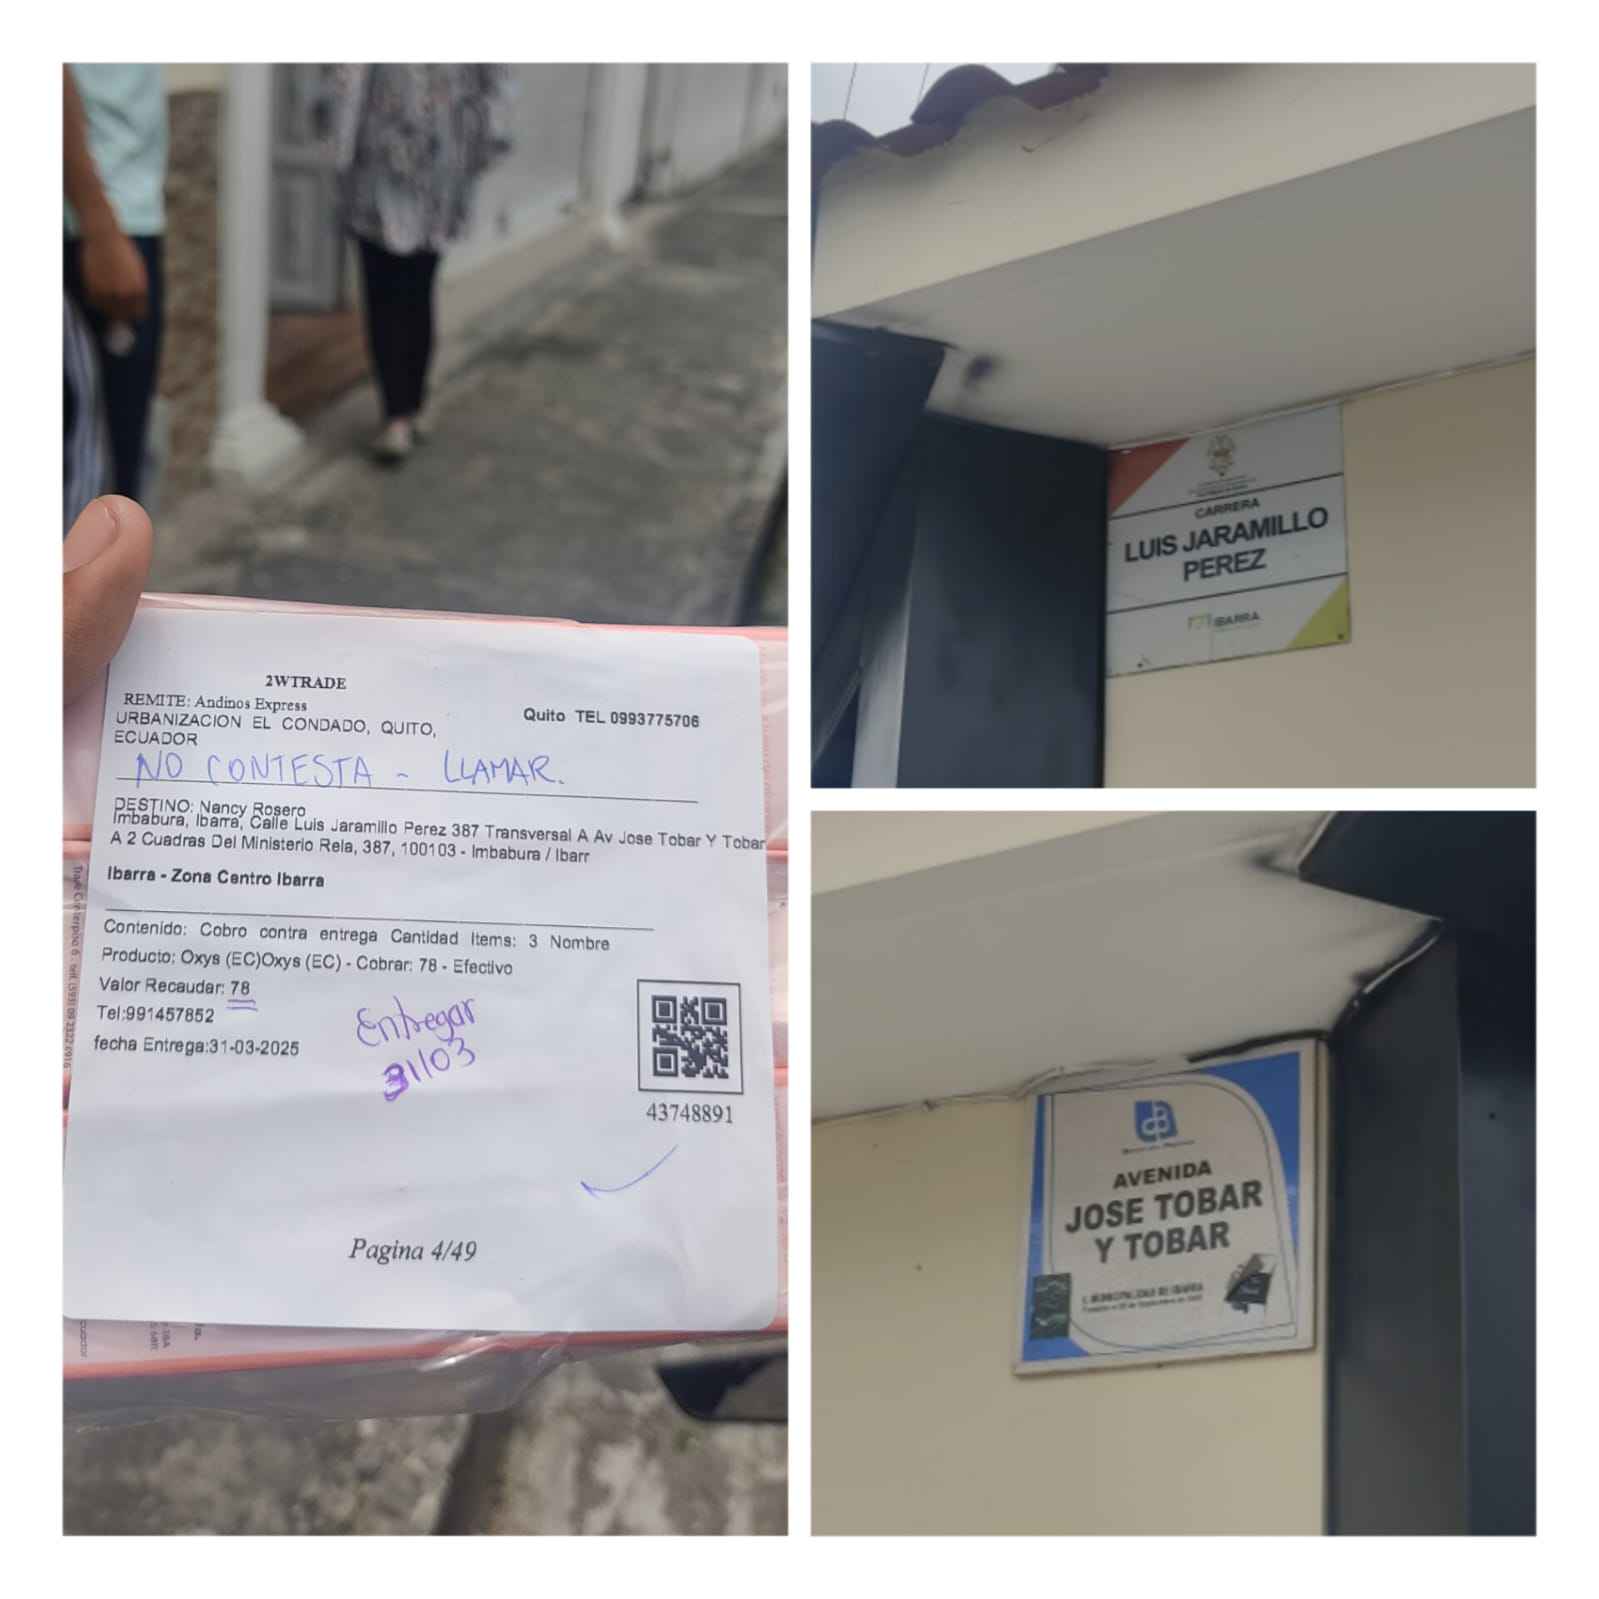 2WTRADE
REMITE: Andinos Express
URBANIZACION EL CONDADO, QUITO,
ECUADOR
Quito TEL 0993775706
NO CONTESTA - LLAMAR.
DESTINO: Nancy Rosero
Imbabura, Ibarra, Calle Luis Jaramillo Perez 387 Transversal A Av Jose Tobar Y Tobar
A 2 Cuadras Del Ministerio Rela, 387, 100103 - Imbabura / Ibarr
Ibarra - Zona Centro Ibarra
Contenido: Cobro contra entrega Cantidad Items: 3 Nombre
Producto: Oxys (EC)Oxys (EC) - Cobrar: 78 - Efectivo
Valor Recaudar: 78
Tel:991457852
fecha Entrega:31-03-2025
Entregar
31/03
43748891
Pagina 4/49
CARRERA
LUIS JARAMILLO
PEREZ
IBARRA
AVENIDA
JOSE TOBAR
Y TOBAR
I. MUNICIPALIDAD DE IBARRA